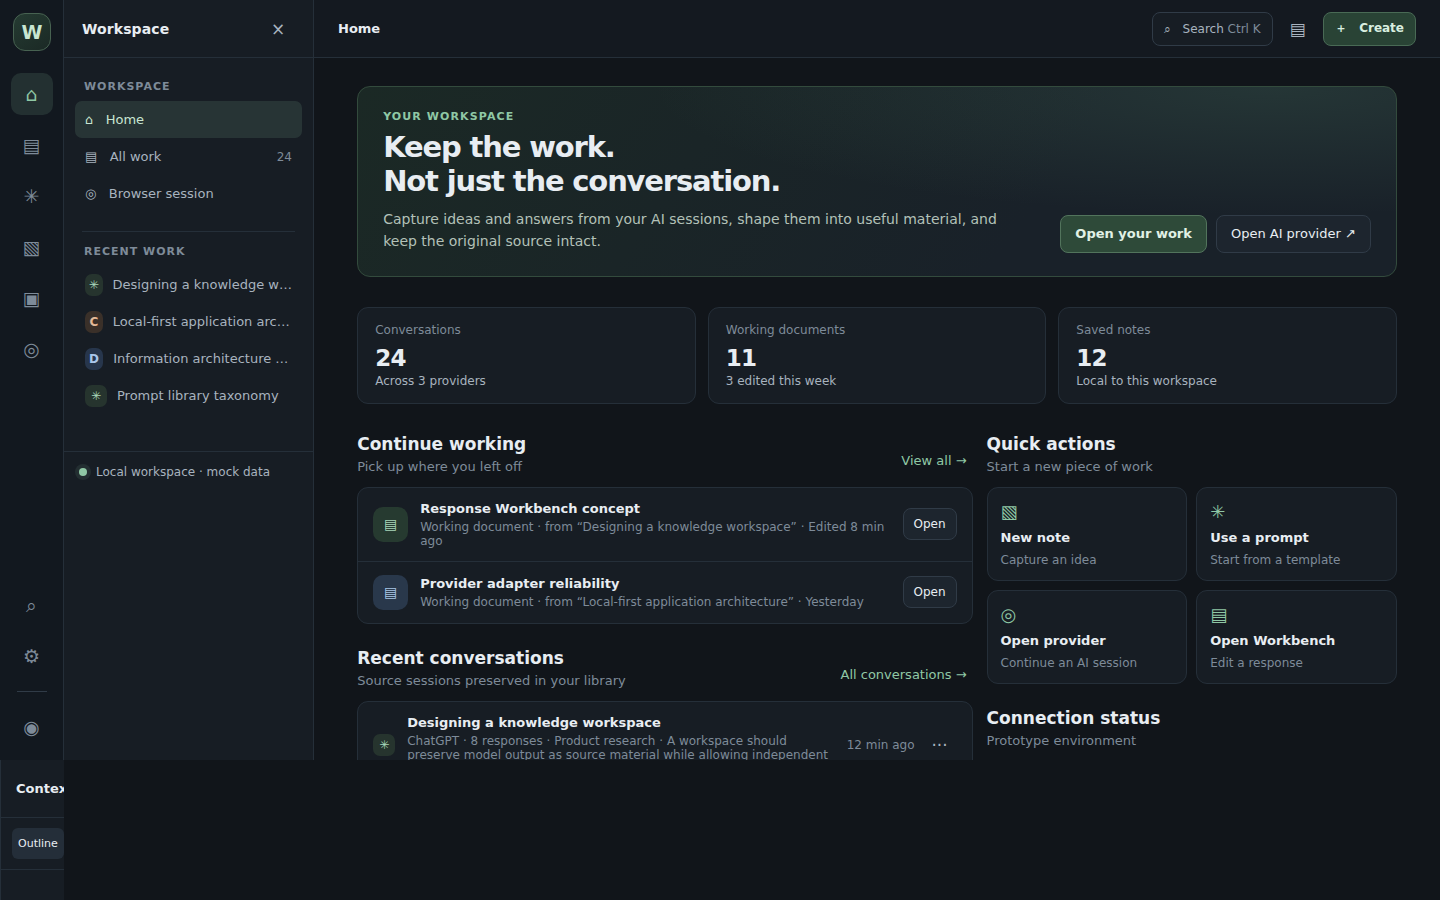 W
Workspace
×
Home
Search Ctrl K
+ Create
WORKSPACE
Home
All work 24
Browser session
RECENT WORK
Designing a knowledge w...
C Local-first application arc...
D Information architecture ...
Prompt library taxonomy
Local workspace · mock data
YOUR WORKSPACE
Keep the work.
Not just the conversation.
Capture ideas and answers from your AI sessions, shape them into useful material, and
keep the original source intact.
Open your work
Open AI provider ↗
Conversations
24
Across 3 providers
Working documents
11
3 edited this week
Saved notes
12
Local to this workspace
Continue working
Pick up where you left off
View all →
Response Workbench concept
Working document · from “Designing a knowledge workspace” · Edited 8 min
ago
Open
Provider adapter reliability
Working document · from “Local-first application architecture” · Yesterday
Open
Recent conversations
Source sessions preserved in your library
All conversations →
Designing a knowledge workspace
ChatGPT · 8 responses · Product research · A workspace should
preserve model output as source material while allowing independent
12 min ago
···
Quick actions
Start a new piece of work
New note
Capture an idea
Use a prompt
Start from a template
Open provider
Continue an AI session
Open Workbench
Edit a response
Connection status
Prototype environment
Contex
Outline